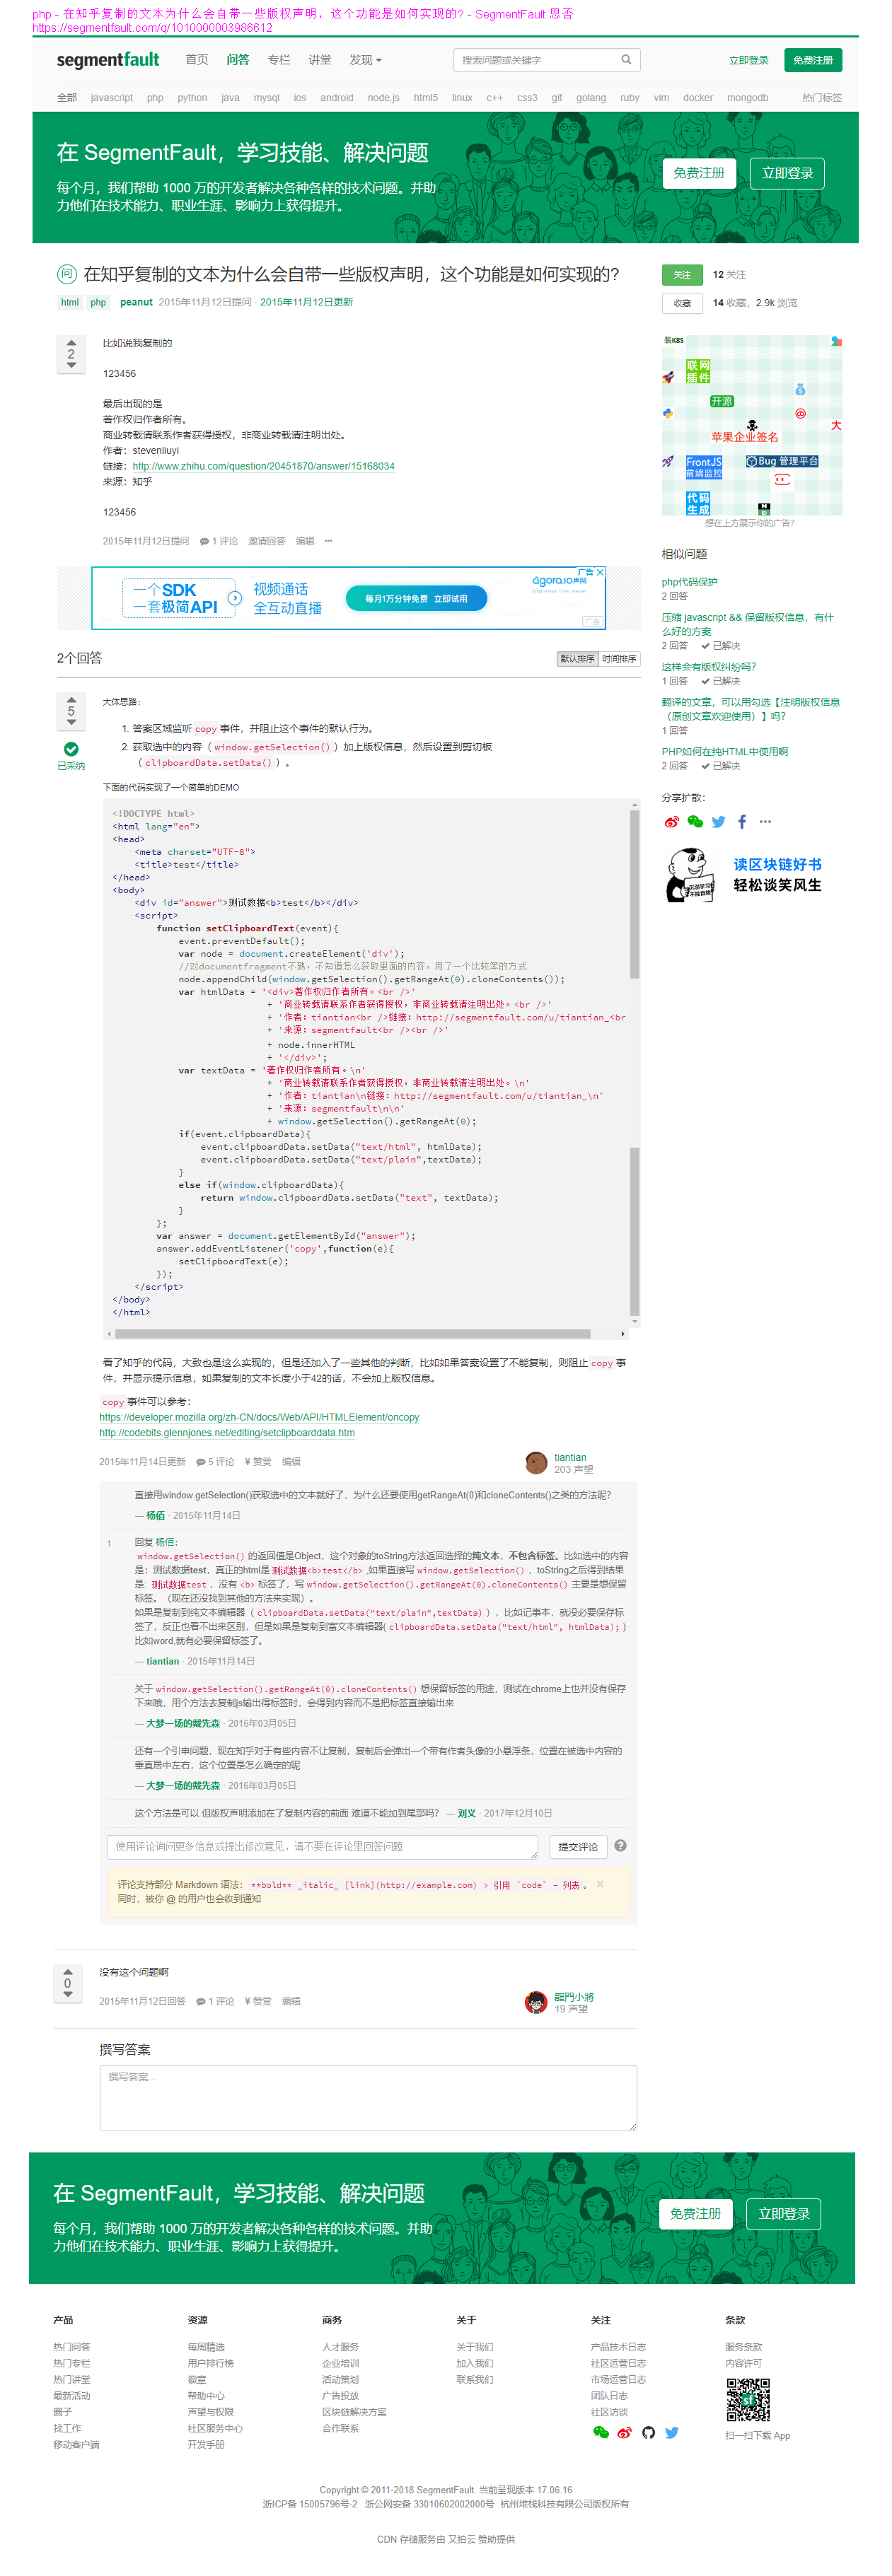 php - 在知乎复制的文本为什么会自带一些版权声明，这个功能是如何实现的? - SegmentFault 思否
https://segmentfault.com/q/1010000003986612
segmentfault 首页 问答 专栏 讲堂 发现 搜索问题或关键字 立即登录 免费注册
全部 javascript php python java mysql ios android node.js html5 linux c++ css3 git golang ruby vim docker mongodb 热门标签
在 SegmentFault，学习技能、解决问题
每个月，我们帮助 1000 万的开发者解决各种各样的技术问题。并助
力他们在技术能力、职业生涯、影响力上获得提升。
免费注册 立即登录
问 在知乎复制的文本为什么会自带一些版权声明，这个功能是如何实现的?
html php peanut 2015年11月12日提问 · 2015年11月12日更新
关注 12 关注
收藏 14 收藏，2.9k 浏览
2
比如说我复制的
123456
最后出现的是
著作权归作者所有。
商业转载请联系作者获得授权，非商业转载请注明出处。
作者：stevenliuyi
链接：http://www.zhihu.com/question/20451870/answer/15168034
来源：知乎
123456
2015年11月12日提问 1 评论 邀请回答 编辑 •••
装K8S
联网
插件
开源
大
苹果企业签名
FrontJS
前端监控
Bug 管理平台
代码
生成
想在上方展示你的广告?
一个SDK
一套极简API
视频通话
全互动直播
每月1万分钟免费 立即试用
agora.io 声网
广告
广告
2个回答
默认排序 时间排序
5
已采纳
大体思路：
1. 答案区域监听copy事件，并阻止这个事件的默认行为。
2. 获取选中的内容（window.getSelection()）加上版权信息，然后设置到剪切板
（clipboardData.setData()）。
下面的代码实现了一个简单的DEMO
<!DOCTYPE html>
<html lang="en">
<head>
<meta charset="UTF-8">
<title>test</title>
</head>
<body>
<div id="answer">测试数据<b>test</b></div>
<script>
function setClipboardText(event){
event.preventDefault();
var node = document.createElement('div');
//对documentfragment不熟，不知道怎么获取里面的内容，用了一个比较笨的方式
node.appendChild(window.getSelection().getRangeAt(0).cloneContents());
var htmlData = '<div>著作权归作者所有。<br />'
+ '商业转载请联系作者获得授权，非商业转载请注明出处。<br />'
+ '作者：tiantian<br />链接：http://segmentfault.com/u/tiantian_<br
+ '来源：segmentfault<br /><br />'
+ node.innerHTML
+ '</div>';
var textData = '著作权归作者所有。\n'
+ '商业转载请联系作者获得授权，非商业转载请注明出处。\n'
+ '作者：tiantian\n链接：http://segmentfault.com/u/tiantian_\n'
+ '来源：segmentfault\n\n'
+ window.getSelection().getRangeAt(0);
if(event.clipboardData){
event.clipboardData.setData("text/html", htmlData);
event.clipboardData.setData("text/plain",textData);
}
else if(window.clipboardData){
return window.clipboardData.setData("text", textData);
}
};
var answer = document.getElementById("answer");
answer.addEventListener('copy',function(e){
setClipboardText(e);
});
</script>
</body>
</html>
看了知乎的代码，大致也是这么实现的，但是还加入了一些其他的判断，比如如果答案设置了不能复制，则阻止copy事
件，并显示提示信息，如果复制的文本长度小于42的话，不会加上版权信息。
copy事件可以参考：
https://developer.mozilla.org/zh-CN/docs/Web/API/HTMLElement/oncopy
http://codebits.glennjones.net/editing/setclipboarddata.htm
2015年11月14日更新 5 评论 ¥ 赞赏 编辑
tiantian
203 声望
相似问题
php代码保护
2 回答
压缩 javascript && 保留版权信息，有什
么好的方案
2 回答 ✓ 已解决
这样会有版权纠纷吗?
1 回答 ✓ 已解决
翻译的文章，可以用勾选【注明版权信息
（原创文章欢迎使用）】吗?
1 回答
PHP如何在纯HTML中使用啊
2 回答 ✓ 已解决
分享扩散：
读区块链好书
轻松谈笑风生
直接用window.getSelection()获取选中的文本就好了，为什么还要使用getRangeAt(0)和cloneContents()之类的方法呢?
— 杨佰 · 2015年11月14日
1
回复 杨佰：
window.getSelection() 的返回值是Object，这个对象的toString方法返回选择的纯文本，不包含标签。比如选中的内容
是：测试数据test，真正的html是 测试数据<b>test</b> ,如果直接写 window.getSelection() ，toString之后得到结果
是: 测试数据test ，没有 <b> 标签了，写 window.getSelection().getRangeAt(0).cloneContents() 主要是想保留
标签。（现在还没找到其他的方法来实现）。
如果是复制到纯文本编辑器（ clipboardData.setData("text/plain",textData) ），比如记事本，就没必要保存标
签了，反正也看不出来区别，但是如果是复制到富文本编辑器( clipboardData.setData("text/html", htmlData); )
比如word,就有必要保留标签了。
— tiantian · 2015年11月14日
关于 window.getSelection().getRangeAt(0).cloneContents() 想保留标签的用途，测试在chrome上也并没有保存
下来哦，用个方法去复制js输出得标签时，会得到内容而不是把标签直接输出来
— 大梦一场的戴先森 · 2016年03月05日
还有一个引申问题，现在知乎对于有些内容不让复制，复制后会弹出一个带有作者头像的小悬浮条，位置在被选中内容的
垂直居中左右，这个位置是怎么确定的呢
— 大梦一场的戴先森 · 2016年03月05日
这个方法是可以 但版权声明添加在了复制内容的前面 难道不能加到尾部吗? — 刘义 · 2017年12月10日
使用评论询问更多信息或提出修改意见，请不要在评论里回答问题 提交评论 ?
评论支持部分 Markdown 语法：**bold** _italic_ [link](http://example.com) > 引用 `code` - 列表 。 ×
同时，被你 @ 的用户也会收到通知
0
没有这个问题啊
2015年11月12日回答 1 评论 ¥ 赞赏 编辑
龍門小將
19 声望
撰写答案
撰写答案...
在 SegmentFault，学习技能、解决问题
每个月，我们帮助 1000 万的开发者解决各种各样的技术问题。并助
力他们在技术能力、职业生涯、影响力上获得提升。
免费注册 立即登录
产品 资源 商务 关于 关注 条款
热门问答 每周精选 人才服务 关于我们 产品技术日志 服务条款
热门专栏 用户排行榜 企业培训 加入我们 社区运营日志 内容许可
热门讲堂 徽章 活动策划 联系我们 市场运营日志
最新活动 帮助中心 广告投放 团队日志
圈子 声望与权限 区块链解决方案 社区访谈
找工作 社区服务中心 合作联系
移动客户端 开发手册
sf
扫一扫下载 App
Copyright © 2011-2018 SegmentFault. 当前呈现版本 17.06.16
浙ICP备 15005796号-2 浙公网安备 33010602002000号 杭州堆栈科技有限公司版权所有
CDN 存储服务由 又拍云 赞助提供